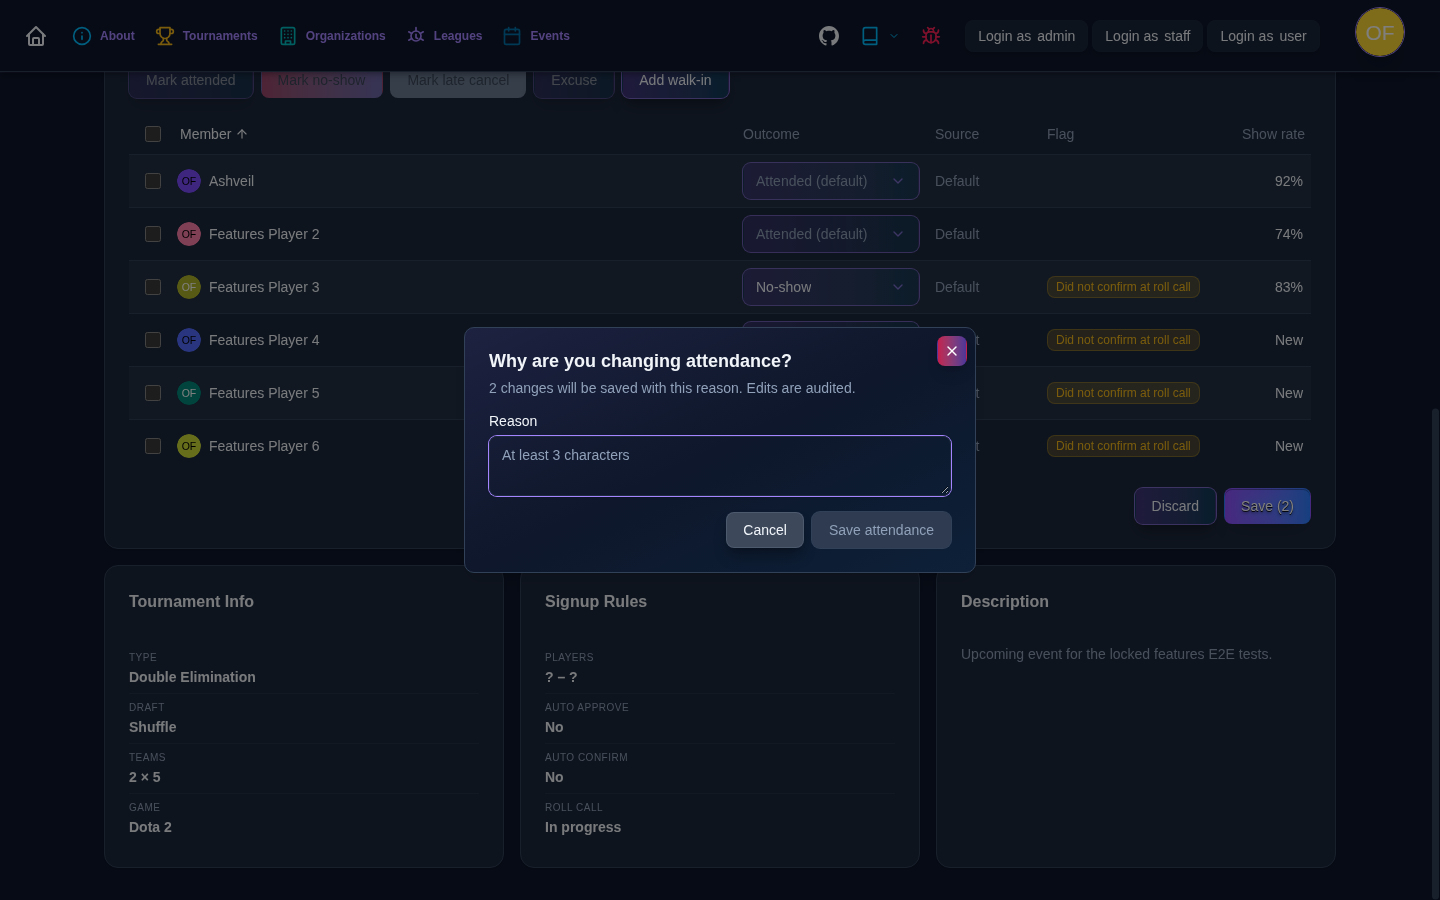 About
Tournaments
Organizations
Leagues
Events
Login as admin
Login as staff
Login as user
OF
Mark attended
Mark no-show
Mark late cancel
Excuse
Add walk-in
Member
Outcome
Source
Flag
Show rate
OF Ashveil Attended (default) Default 92%
OF Features Player 2 Attended (default) Default 74%
OF Features Player 3 No-show Default Did not confirm at roll call 83%
OF Features Player 4 t Did not confirm at roll call New
OF Features Player 5 t Did not confirm at roll call New
OF Features Player 6 t Did not confirm at roll call New
Why are you changing attendance?
2 changes will be saved with this reason. Edits are audited.
Reason
At least 3 characters
Cancel
Save attendance
Discard
Save (2)
Tournament Info
TYPE
Double Elimination
DRAFT
Shuffle
TEAMS
2 × 5
GAME
Dota 2
Signup Rules
PLAYERS
? – ?
AUTO APPROVE
No
AUTO CONFIRM
No
ROLL CALL
In progress
Description
Upcoming event for the locked features E2E tests.